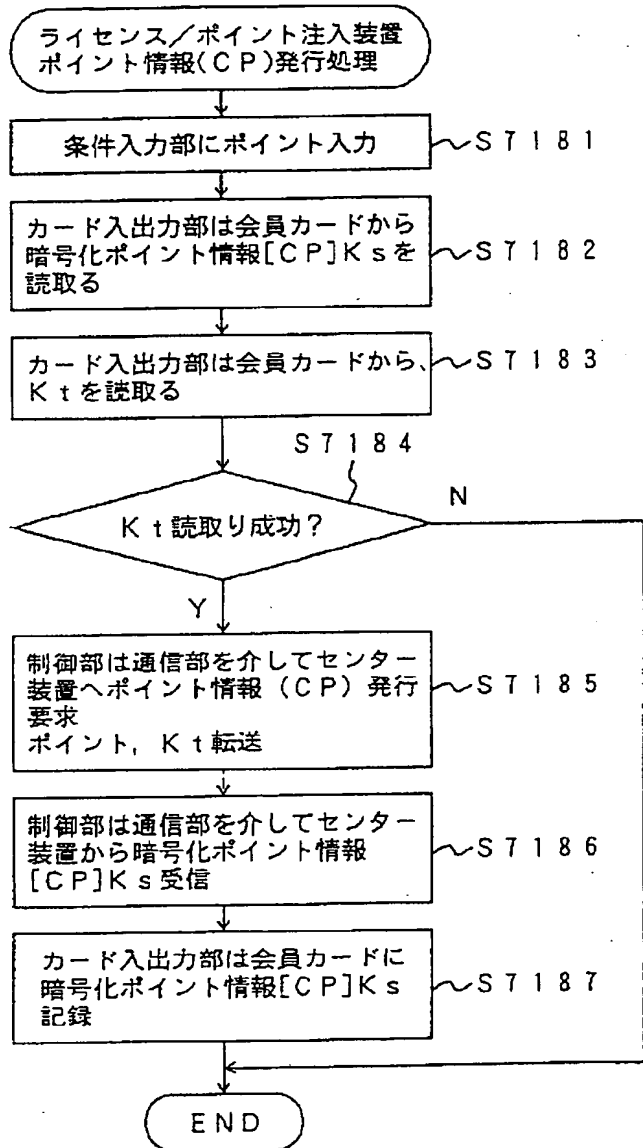 ライセンス/ポイント注入装置
ポイント情報(CP)発行処理
条件入力部にポイント入力
S7181
カード入出力部は会員カードから
暗号化ポイント情報[CP]Ksを
読取る
S7182
カード入出力部は会員カードから、
Ktを読取る
S7183
S7184
Kt読取り成功?
N
Y
制御部は通信部を介してセンター
装置へポイント情報(CP)発行
要求
ポイント,Kt転送
S7185
制御部は通信部を介してセンター
装置から暗号化ポイント情報
[CP]Ks受信
S7186
カード入出力部は会員カードに
暗号化ポイント情報[CP]Ks
記録
S7187
END